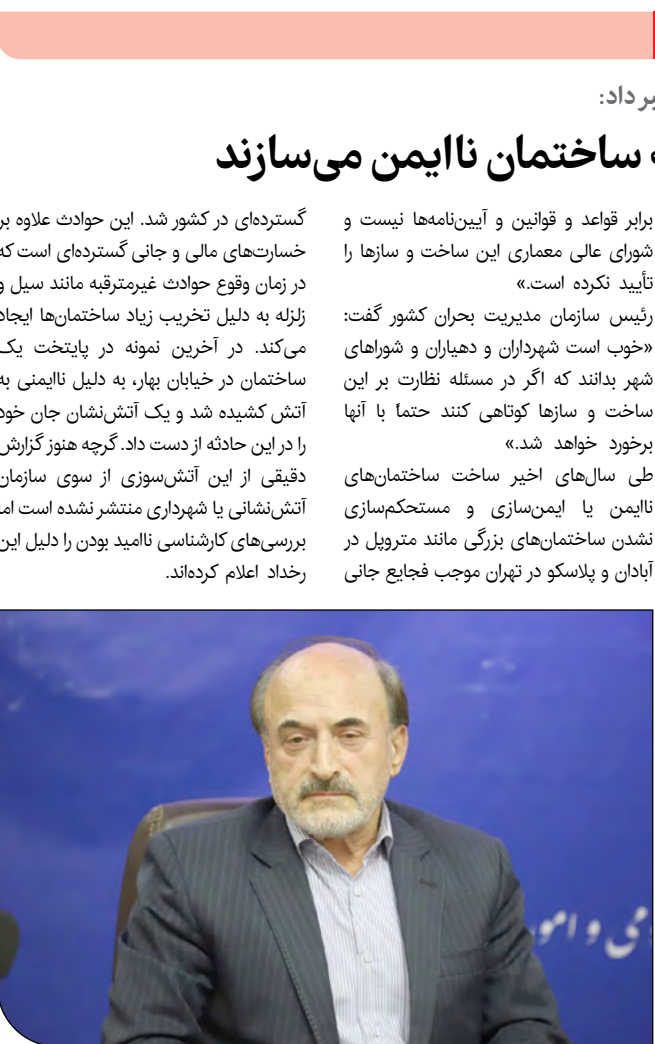 داد:
ساختمان ناایمن می‌سازند
برابر قواعد و قوانین و آیین‌نامه‌ها نیست و
شورای عالی معماری این ساخت و سازها را
تأیید نکرده است.»
رئیس سازمان مدیریت بحران کشور گفت:
«خوب است شهرداران و دهیاران و شوراهای
شهر بدانند که اگر در مسئله نظارت بر این
ساخت و سازها کوتاهی کنند حتماً با آنها
برخورد خواهد شد.»
طی سال‌های اخیر ساخت ساختمان‌های
ناایمن یا ایمن‌سازی و مستحکم‌سازی
نشدن ساختمان‌های بزرگی مانند متروپل در
آبادان و پلاسکو در تهران موجب فجایع جانی
گسترده‌ای در کشور شد. این حوادث علاوه بر
خسارت‌های مالی و جانی گسترده‌ای است که
در زمان وقوع حوادث غیرمترقبه مانند سیل و
زلزله به دلیل تخریب زیاد ساختمان‌ها ایجاد
می‌کند. در آخرین نمونه در پایتخت یک
ساختمان در خیابان بهار، به دلیل ناایمنی به
آتش کشیده شد و یک آتش‌نشان جان خود
را در این حادثه از دست داد. گرچه هنوز گزارش
دقیقی از این آتش‌سوزی از سوی سازمان
آتش‌نشانی یا شهرداری منتشر نشده است اما
بررسی‌های کارشناسی ناامید بودن را دلیل این
رخداد اعلام کرده‌اند.
و